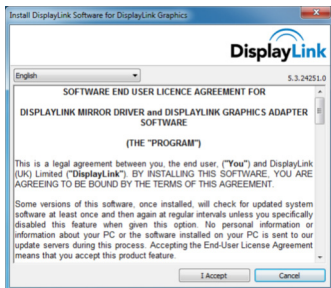 Install DisplayLink Software for DisplayLink Graphics
DisplayLink
English
5.3.24251.0
SOFTWARE END USER LICENCE AGREEMENT FOR
DISPLAYLINK MIRROR DRIVER and DISPLAYLINK GRAPHICS ADAPTER
SOFTWARE
(THE "PROGRAM")
This is a legal agreement between you, the end user, ("You") and DisplayLink
(UK) Limited ("DisplayLink"). BY INSTALLING THIS SOFTWARE, YOU ARE
AGREEING TO BE BOUND BY THE TERMS OF THIS AGREEMENT.
Some versions of this software, once installed, will check for updated system
software at least once and then again at regular intervals unless you specifically
disabled this feature when given this option. No personal information or
information about your PC or the software installed on your PC is sent to our
update servers during this process. Accepting the End-User License Agreement
means that you accept this product feature.
I Accept
Cancel